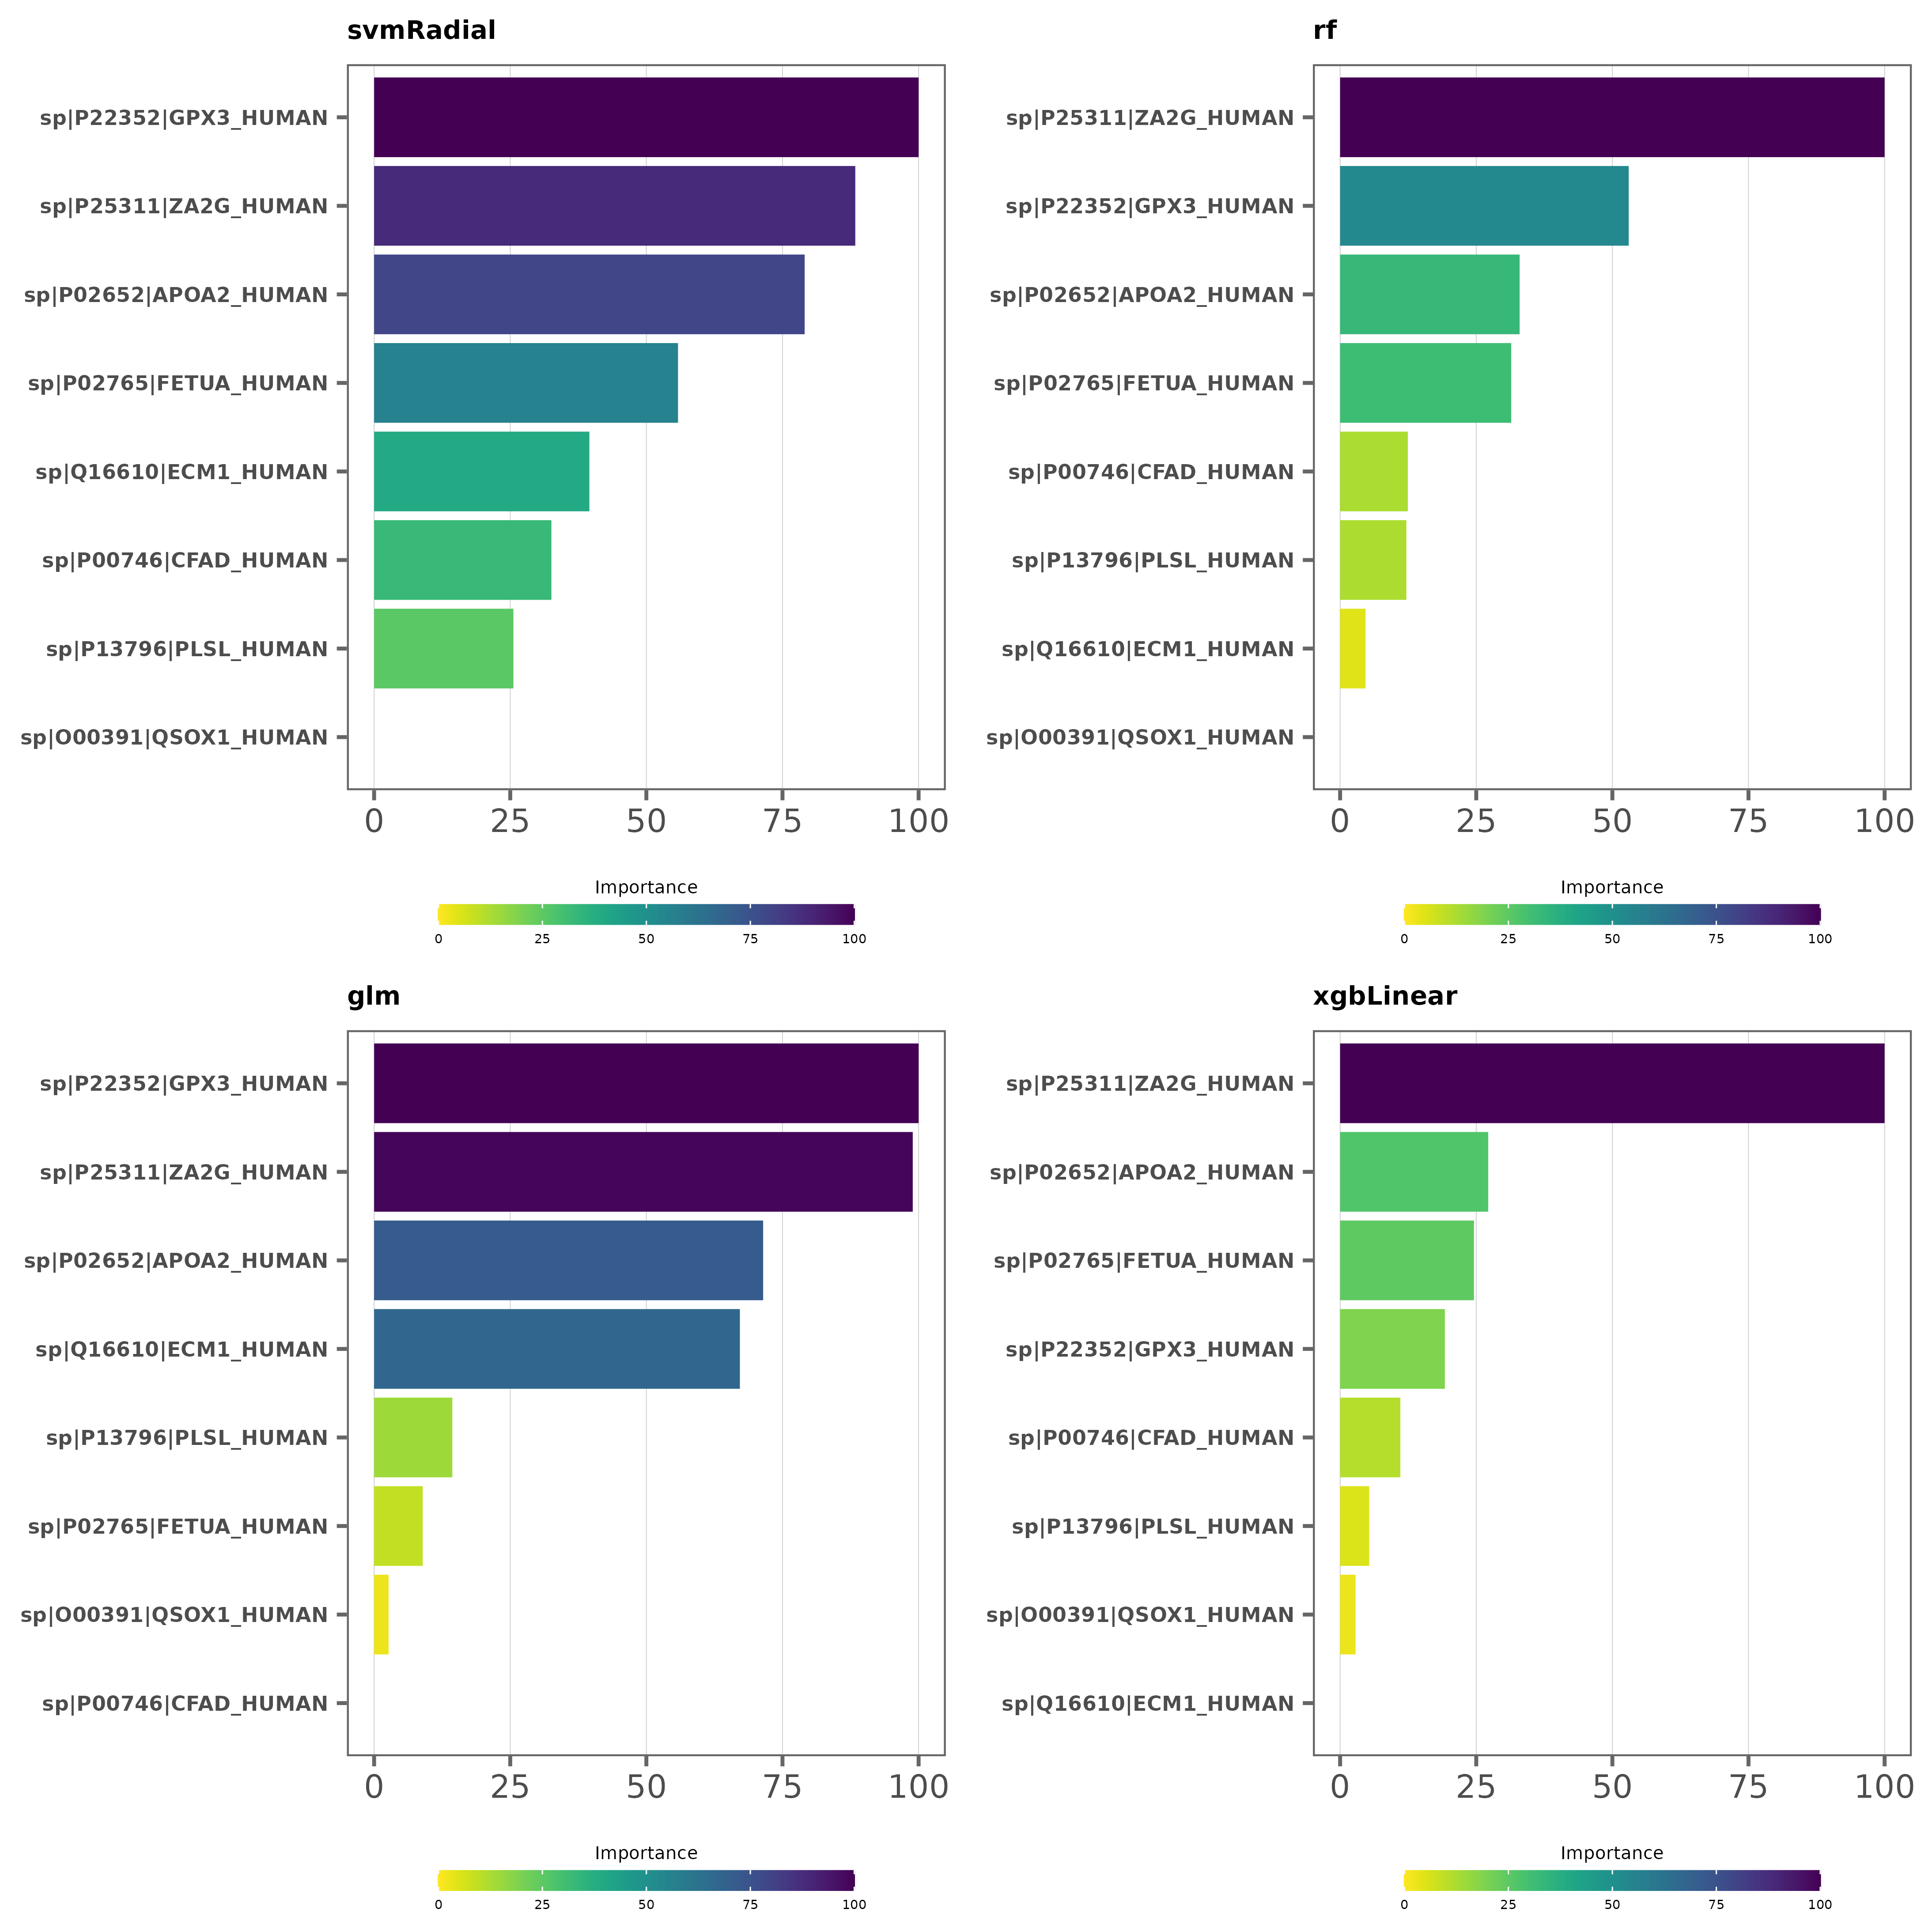 svmRadial
sp|P22352|GPX3_HUMAN
sp|P25311|ZA2G_HUMAN
sp|P02652|APOA2_HUMAN
sp|P02765|FETUA_HUMAN
sp|Q16610|ECM1_HUMAN
sp|P00746|CFAD_HUMAN
sp|P13796|PLSL_HUMAN
sp|O00391|QSOX1_HUMAN
0 25 50 75 100
Importance
0 25 50 75 100
rf
sp|P25311|ZA2G_HUMAN
sp|P22352|GPX3_HUMAN
sp|P02652|APOA2_HUMAN
sp|P02765|FETUA_HUMAN
sp|P00746|CFAD_HUMAN
sp|P13796|PLSL_HUMAN
sp|Q16610|ECM1_HUMAN
sp|O00391|QSOX1_HUMAN
0 25 50 75 100
Importance
0 25 50 75 100
glm
sp|P22352|GPX3_HUMAN
sp|P25311|ZA2G_HUMAN
sp|P02652|APOA2_HUMAN
sp|Q16610|ECM1_HUMAN
sp|P13796|PLSL_HUMAN
sp|P02765|FETUA_HUMAN
sp|O00391|QSOX1_HUMAN
sp|P00746|CFAD_HUMAN
0 25 50 75 100
Importance
0 25 50 75 100
xgbLinear
sp|P25311|ZA2G_HUMAN
sp|P02652|APOA2_HUMAN
sp|P02765|FETUA_HUMAN
sp|P22352|GPX3_HUMAN
sp|P00746|CFAD_HUMAN
sp|P13796|PLSL_HUMAN
sp|O00391|QSOX1_HUMAN
sp|Q16610|ECM1_HUMAN
0 25 50 75 100
Importance
0 25 50 75 100